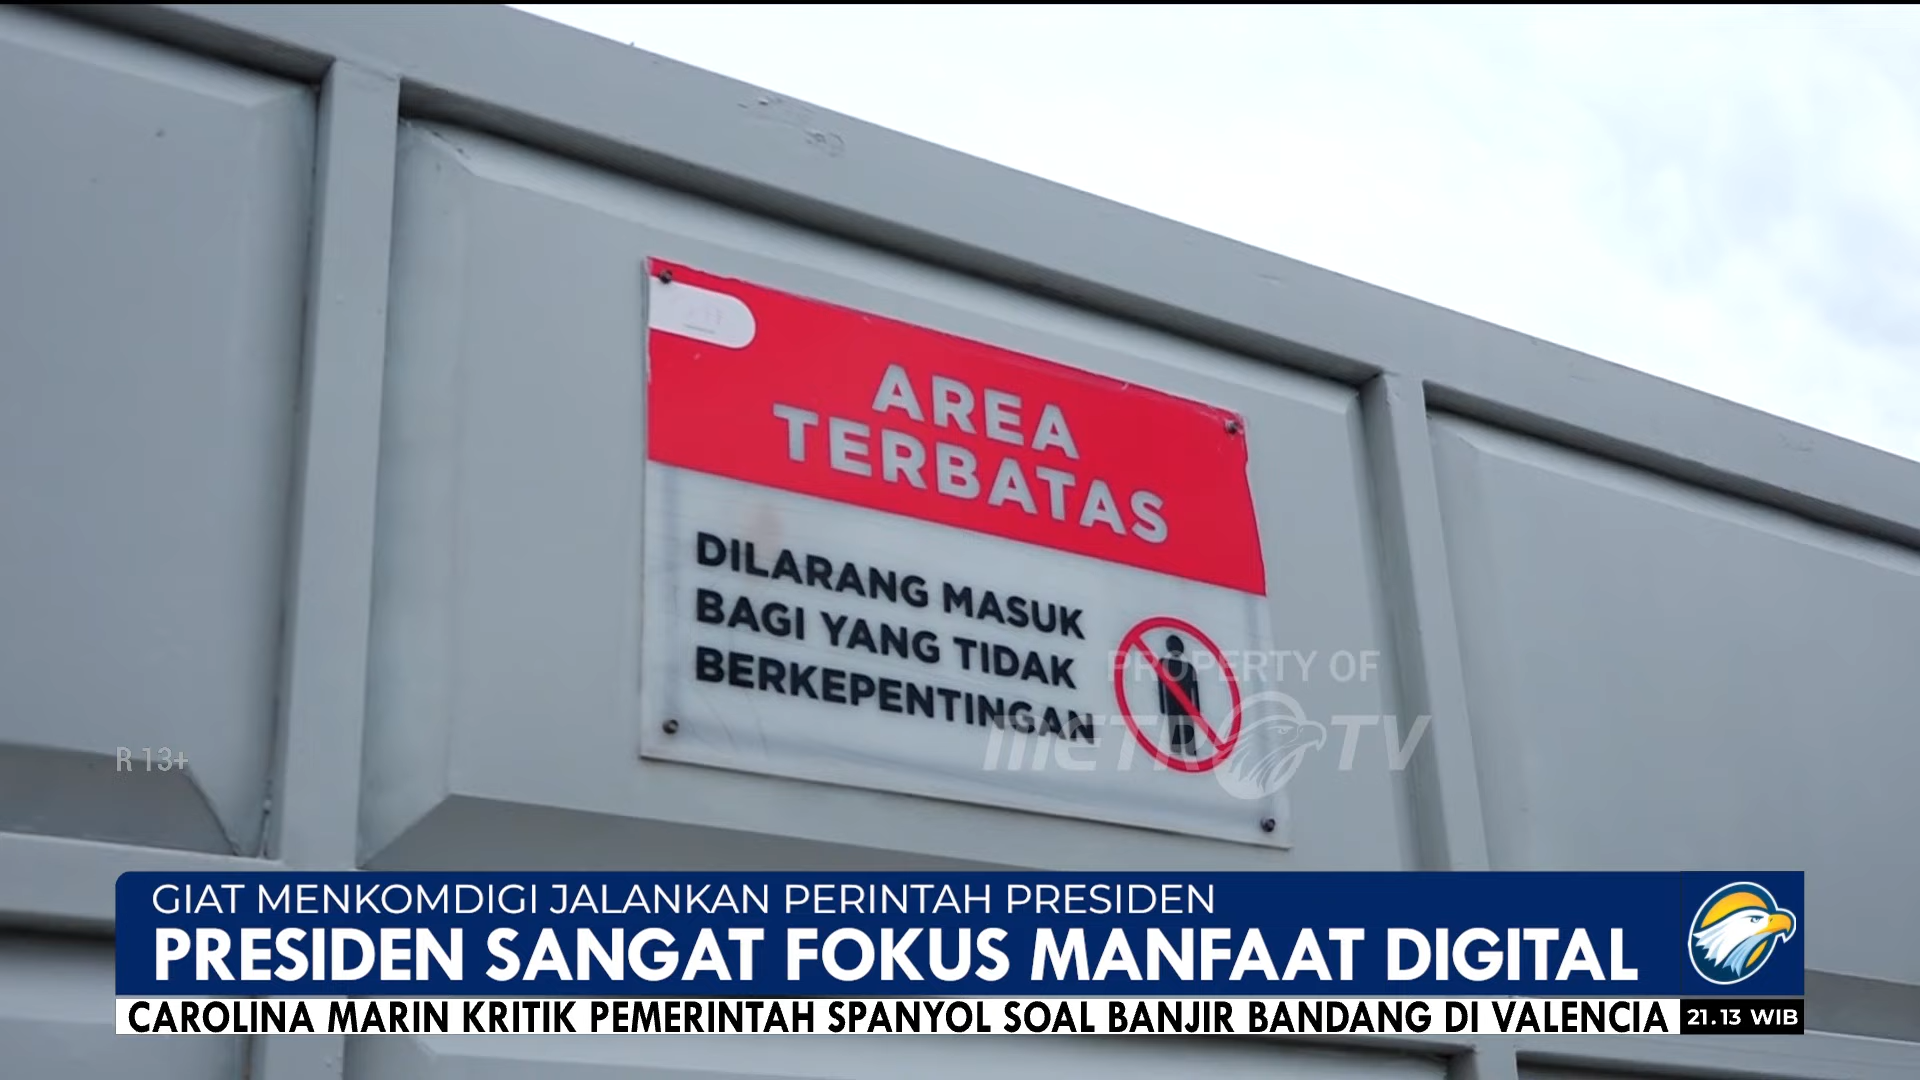 AREA
TERBATAS
DILARANG MASUK
BAGI YANG TIDAK
BERKEPENTINGAN
PROPERTY OF
METRO TV
R 13+
GIAT MENKOMDIGI JALANKAN PERINTAH PRESIDEN
PRESIDEN SANGAT FOKUS MANFAAT DIGITAL
CAROLINA MARIN KRITIK PEMERINTAH SPANYOL SOAL BANJIR BANDANG DI VALENCIA
21.13 WIB